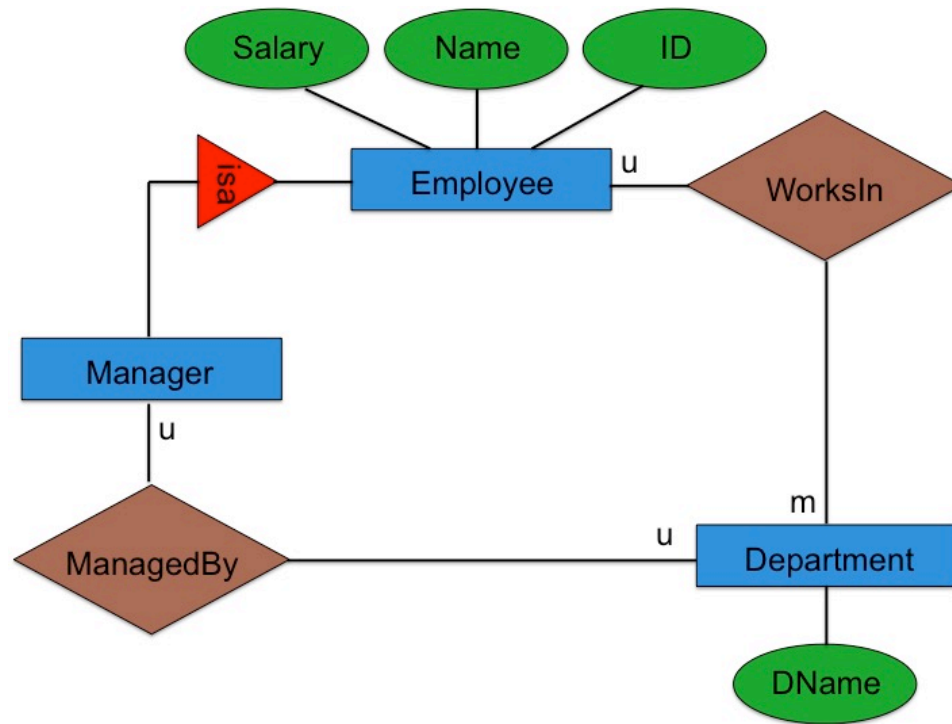 Salary
Name
ID
isa
Employee
u
WorksIn
Manager
u
ManagedBy
u
m
Department
DName